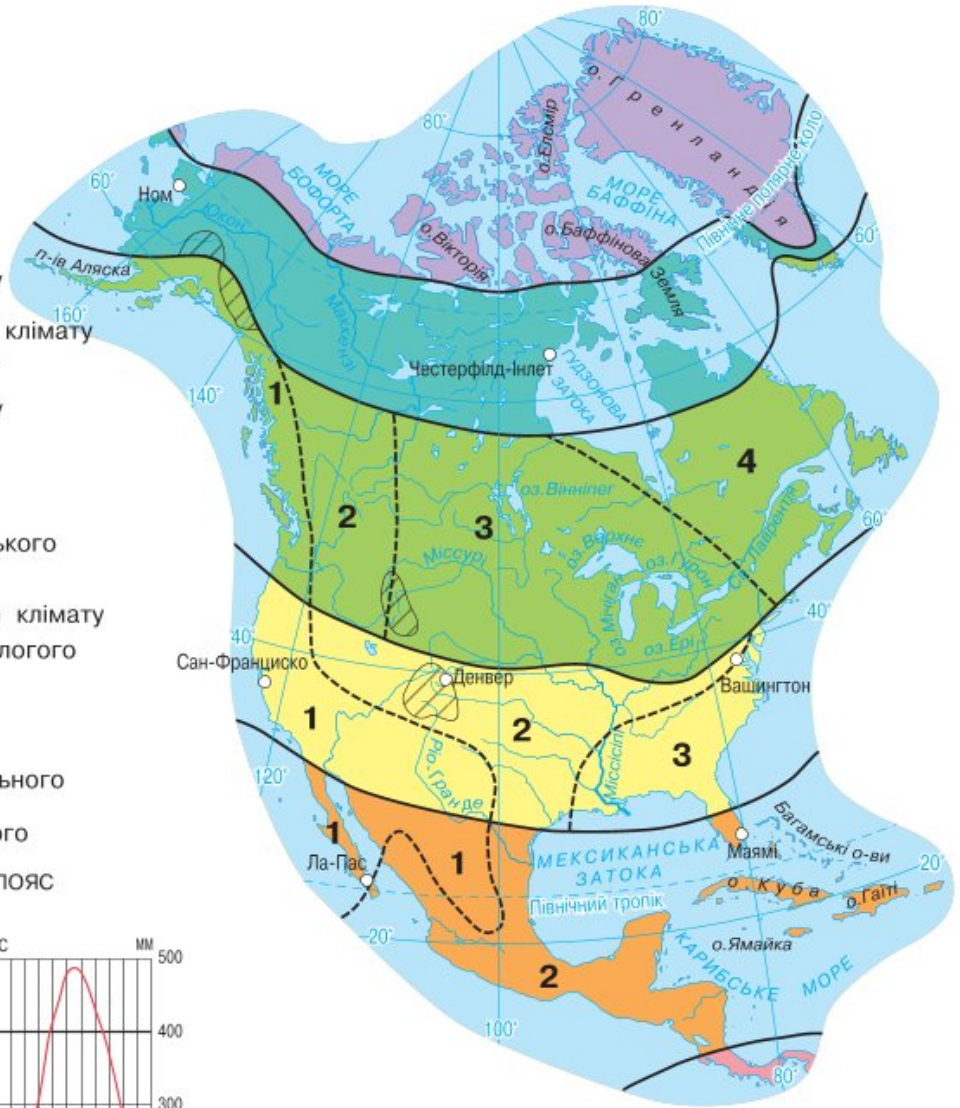 80°
о. Гренландія
о.Елсмір
80°
Північне полярне коло
МОРЕ
БОФОРТА
МОРЕ
БАФФІНА
60°
Ном
Юкон
о.Вікторія
о.Баффінова Земля
60°
п-ів Аляска
160°
клімату
Макензі
Честерфілд-Інлет
ГУДЗОНОВА
ЗАТОКА
140°
1
4
2
3
оз.Вінніпег
ького
Міссурі
оз.Верхнє
оз.Гурон
Св. Лаврентія
60°
оз.Мічиган
клімату
логого
оз.Ері
40°
40°
Сан-Франциско
Денвер
Вашингтон
1
2
3
Ріо-Гранде
Міссісіпі
льного
120°
ого
ПОЯС
1
1
Ла-Пас
МЕКСИКАНСЬКА
ЗАТОКА
Маямі
Багамські о-ви
20°
о. Куба
о.Гаїті
Північний тропік
20°
о.Ямайка
2
КАРИБСЬКЕ МОРЕ
100°
80°
С
ММ
500
400
300